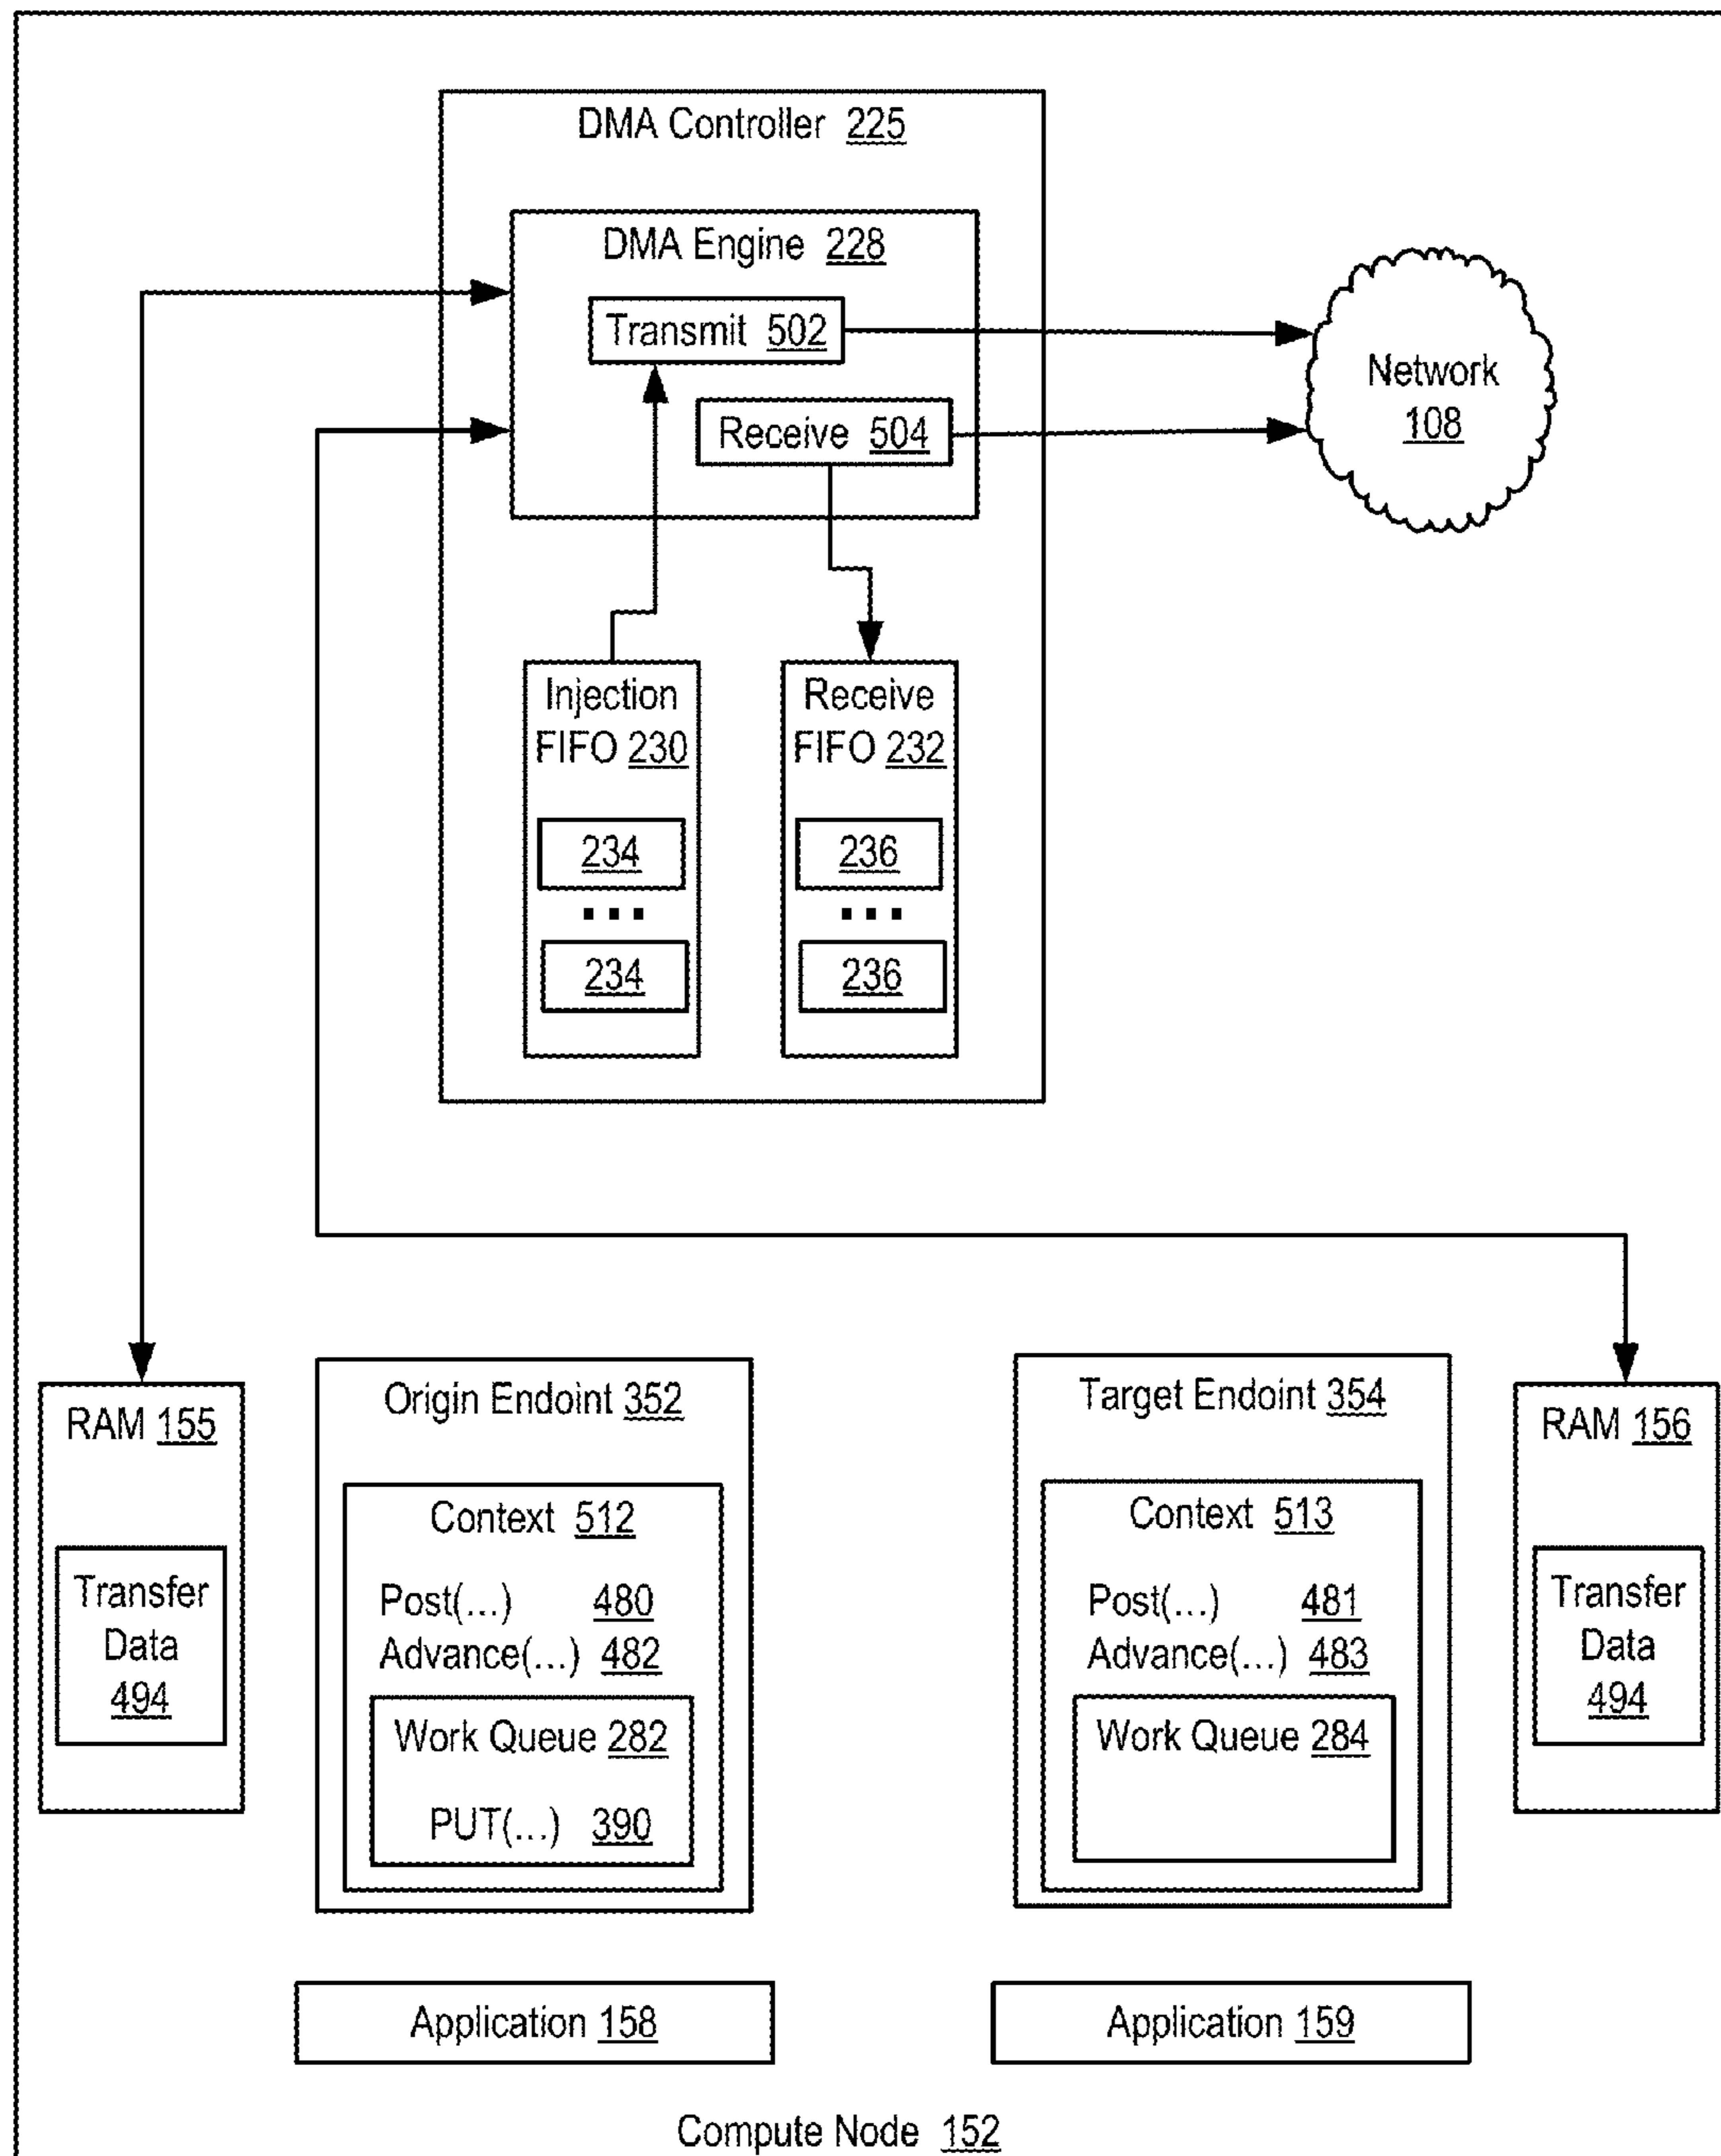 DMA Controller 225
DMA Engine 228
Transmit 502
Receive 504
Network
108
Injection
FIFO 230
234
...
234
Receive
FIFO 232
236
...
236
RAM 155
Transfer
Data
494
Origin Endoint 352
Context 512
Post(...) 480
Advance(...) 482
Work Queue 282
PUT(...) 390
Target Endoint 354
Context 513
Post(...) 481
Advance(...) 483
Work Queue 284
RAM 156
Transfer
Data
494
Application 158
Application 159
Compute Node 152